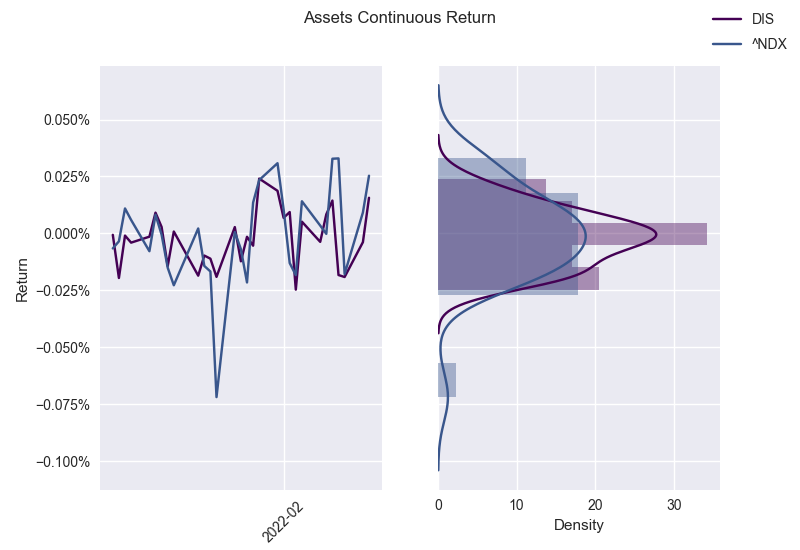 Assets Continuous Return
DIS
^NDX
0.050%
0.025%
0.000%
−0.025%
−0.050%
−0.075%
−0.100%
Return
2022-02
0
10
20
30
Density